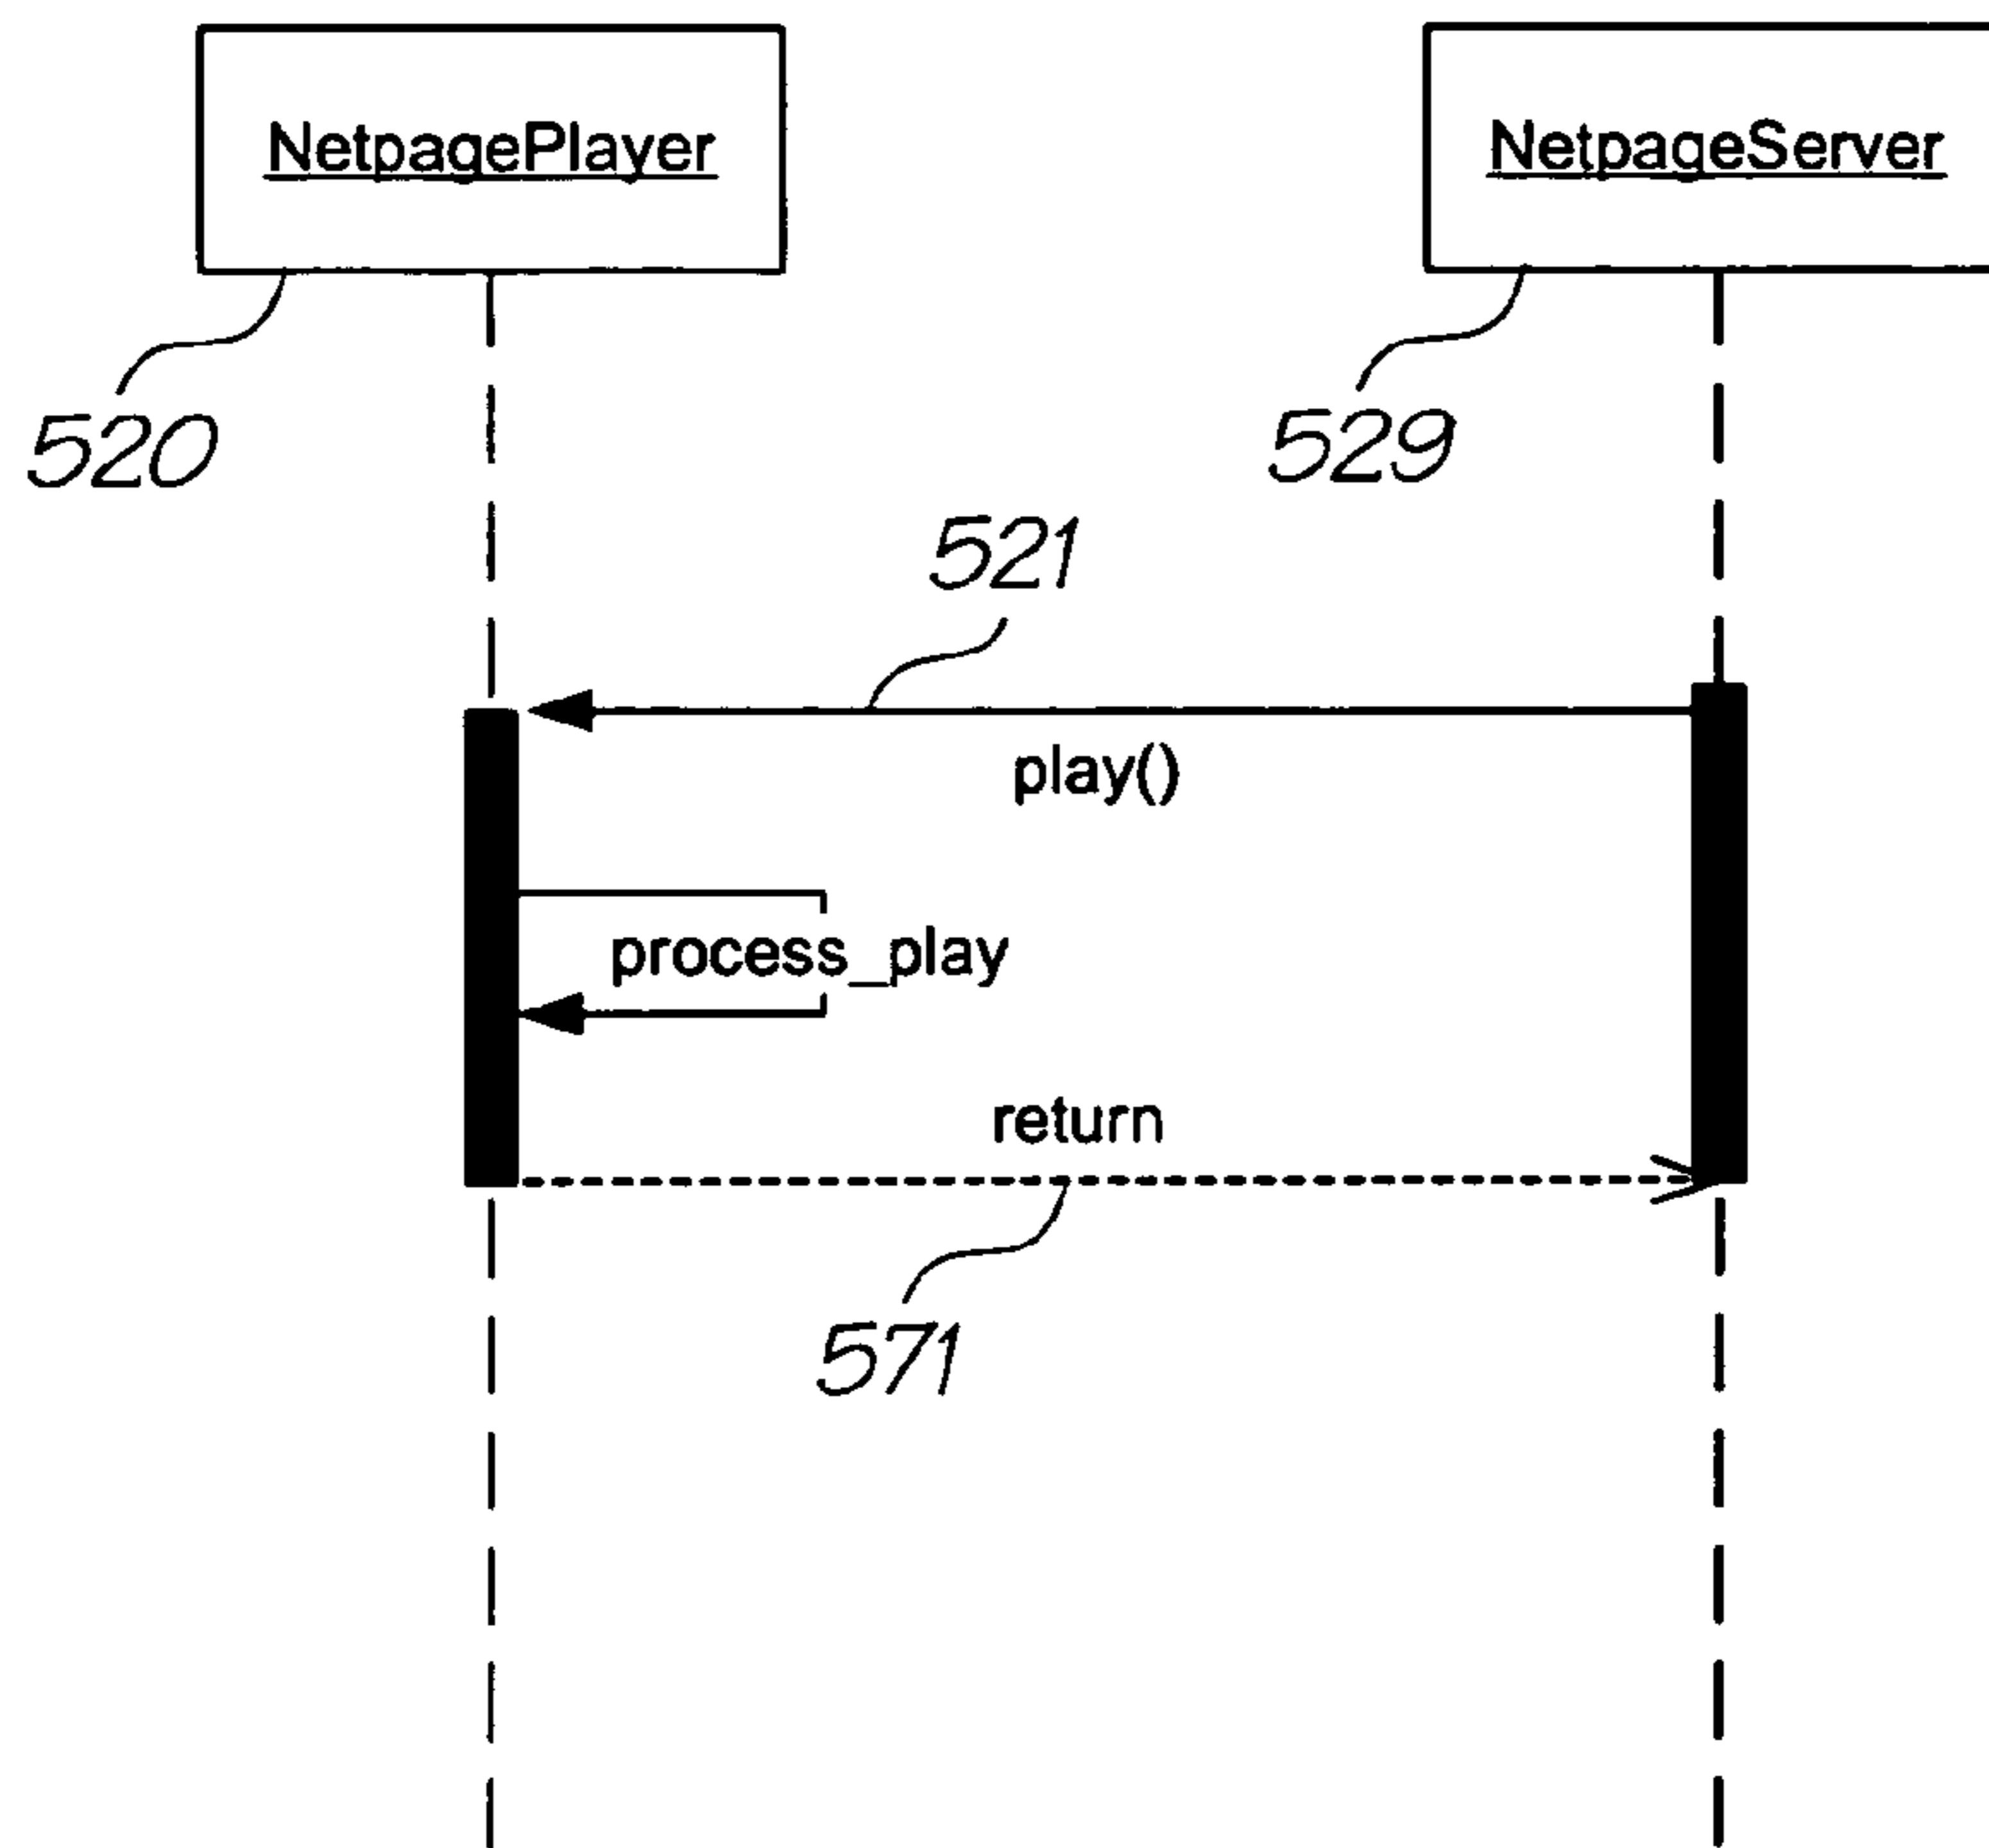 NetpagePlayer
NetpageServer
520
529
521
play()
process_play
return
571